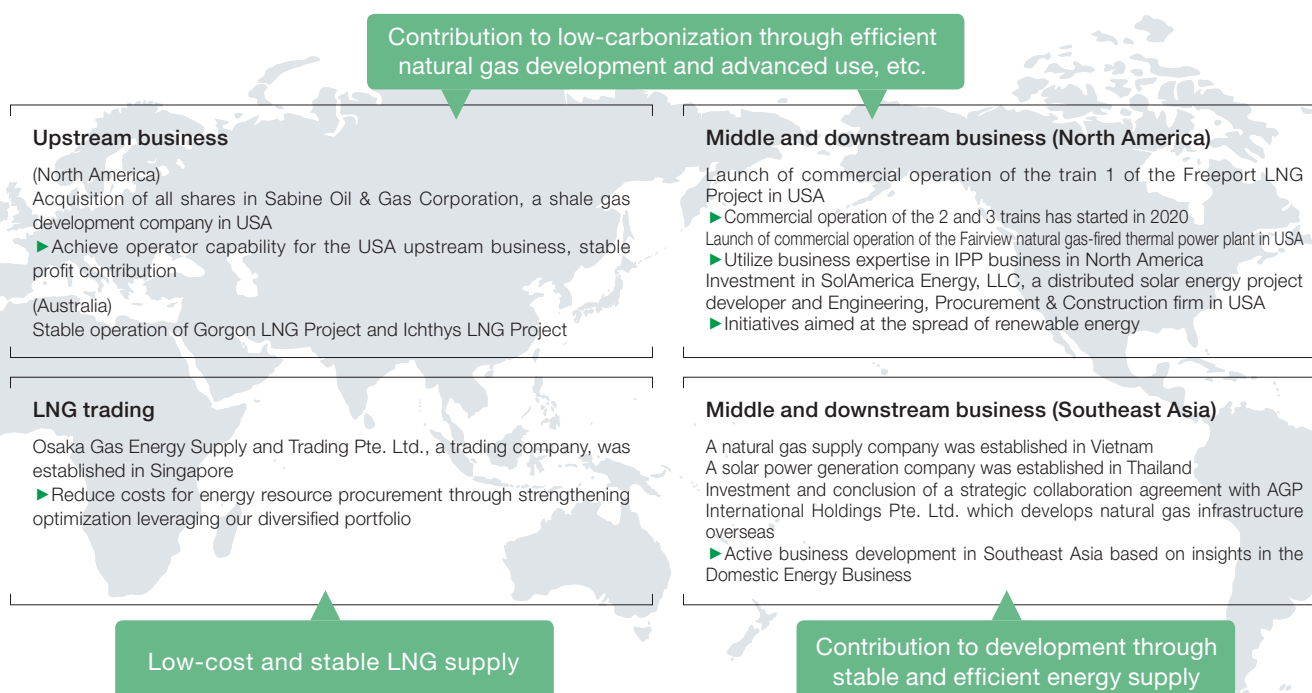 Contribution to low-carbonization through efficient
natural gas development and advanced use, etc.
Upstream business
(North America)
Acquisition of all shares in Sabine Oil & Gas Corporation, a shale gas
development company in USA
▶Achieve operator capability for the USA upstream business, stable
profit contribution
(Australia)
Stable operation of Gorgon LNG Project and Ichthys LNG Project
Middle and downstream business (North America)
Launch of commercial operation of the train 1 of the Freeport LNG
Project in USA
▶Commercial operation of the 2 and 3 trains has started in 2020
Launch of commercial operation of the Fairview natural gas-fired thermal power plant in USA
▶Utilize business expertise in IPP business in North America
Investment in SolAmerica Energy, LLC, a distributed solar energy project
developer and Engineering, Procurement & Construction firm in USA
▶Initiatives aimed at the spread of renewable energy
LNG trading
Osaka Gas Energy Supply and Trading Pte. Ltd., a trading company, was
established in Singapore
▶Reduce costs for energy resource procurement through strengthening
optimization leveraging our diversified portfolio
Middle and downstream business (Southeast Asia)
A natural gas supply company was established in Vietnam
A solar power generation company was established in Thailand
Investment and conclusion of a strategic collaboration agreement with AGP
International Holdings Pte. Ltd. which develops natural gas infrastructure
overseas
▶Active business development in Southeast Asia based on insights in the
Domestic Energy Business
Low-cost and stable LNG supply
Contribution to development through
stable and efficient energy supply